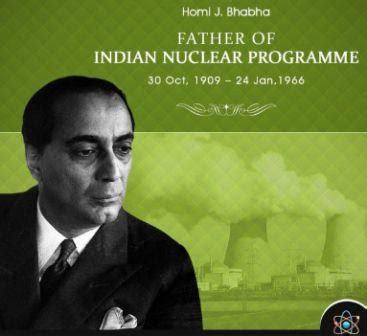 Homi J. Bhabha
FATHER OF
INDIAN NUCLEAR PROGRAMME
30 Oct, 1909 – 24 Jan,1966